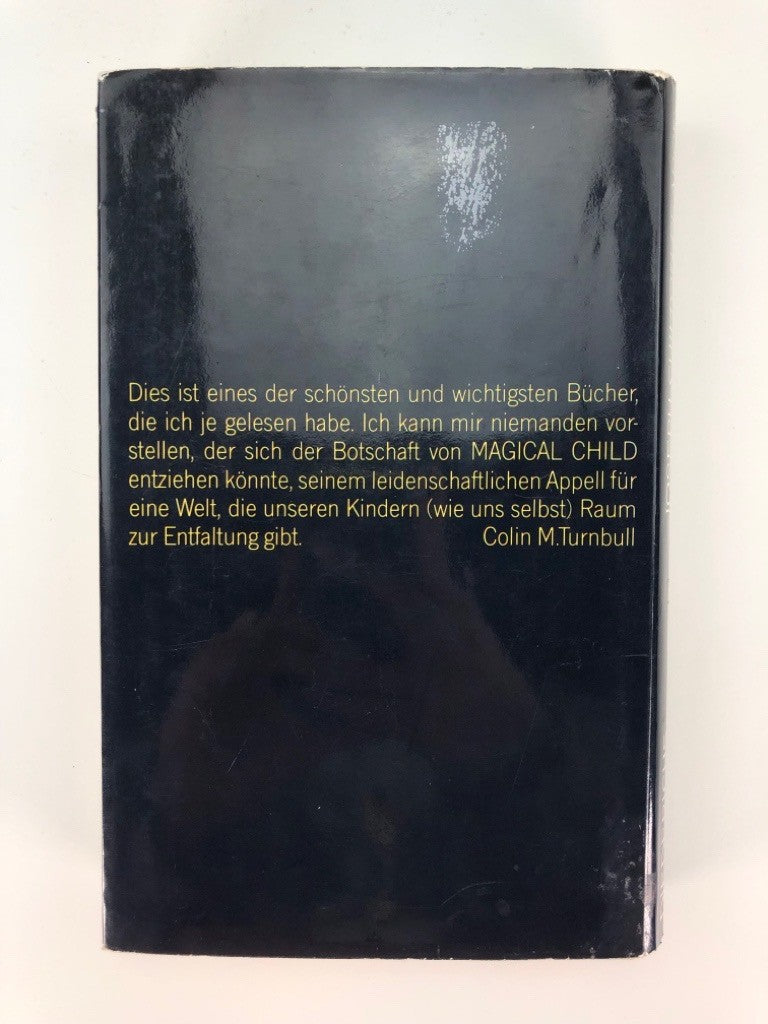 Dies ist eines der schönsten und wichtigsten Bücher,
die ich je gelesen habe. Ich kann mir niemanden vor-
stellen, der sich der Botschaft von MAGICAL CHILD
entziehen könnte, seinem leidenschaftlichen Appell für
eine Welt, die unseren Kindern (wie uns selbst) Raum
zur Entfaltung gibt. Colin M.Turnbull